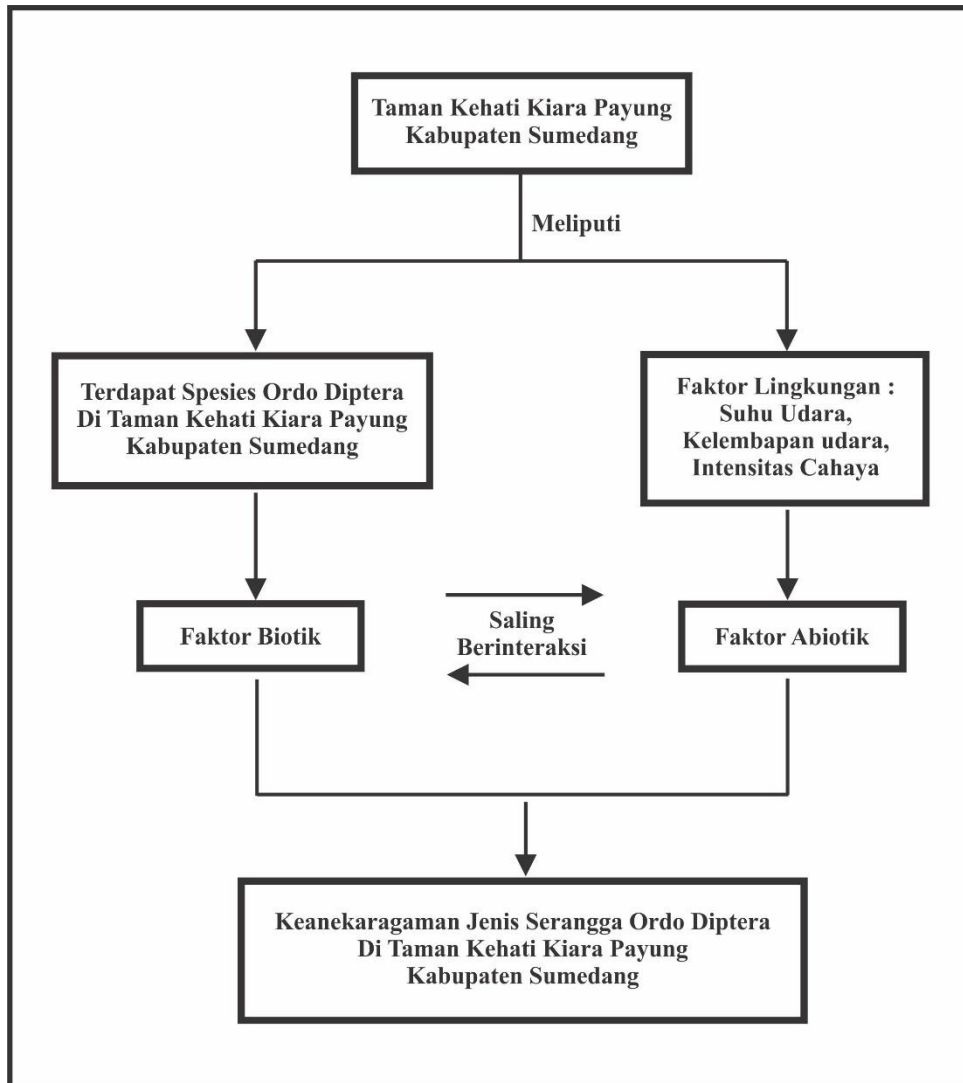 Taman Kehati Kiara Payung
Kabupaten Sumedang
Meliputi
Terdapat Spesies Ordo Diptera
Di Taman Kehati Kiara Payung
Kabupaten Sumedang
Faktor Lingkungan :
Suhu Udara,
Kelembapan udara,
Intensitas Cahaya
Faktor Biotik
Saling
Berinteraksi
Faktor Abiotik
Keanekaragaman Jenis Serangga Ordo Diptera
Di Taman Kehati Kiara Payung
Kabupaten Sumedang